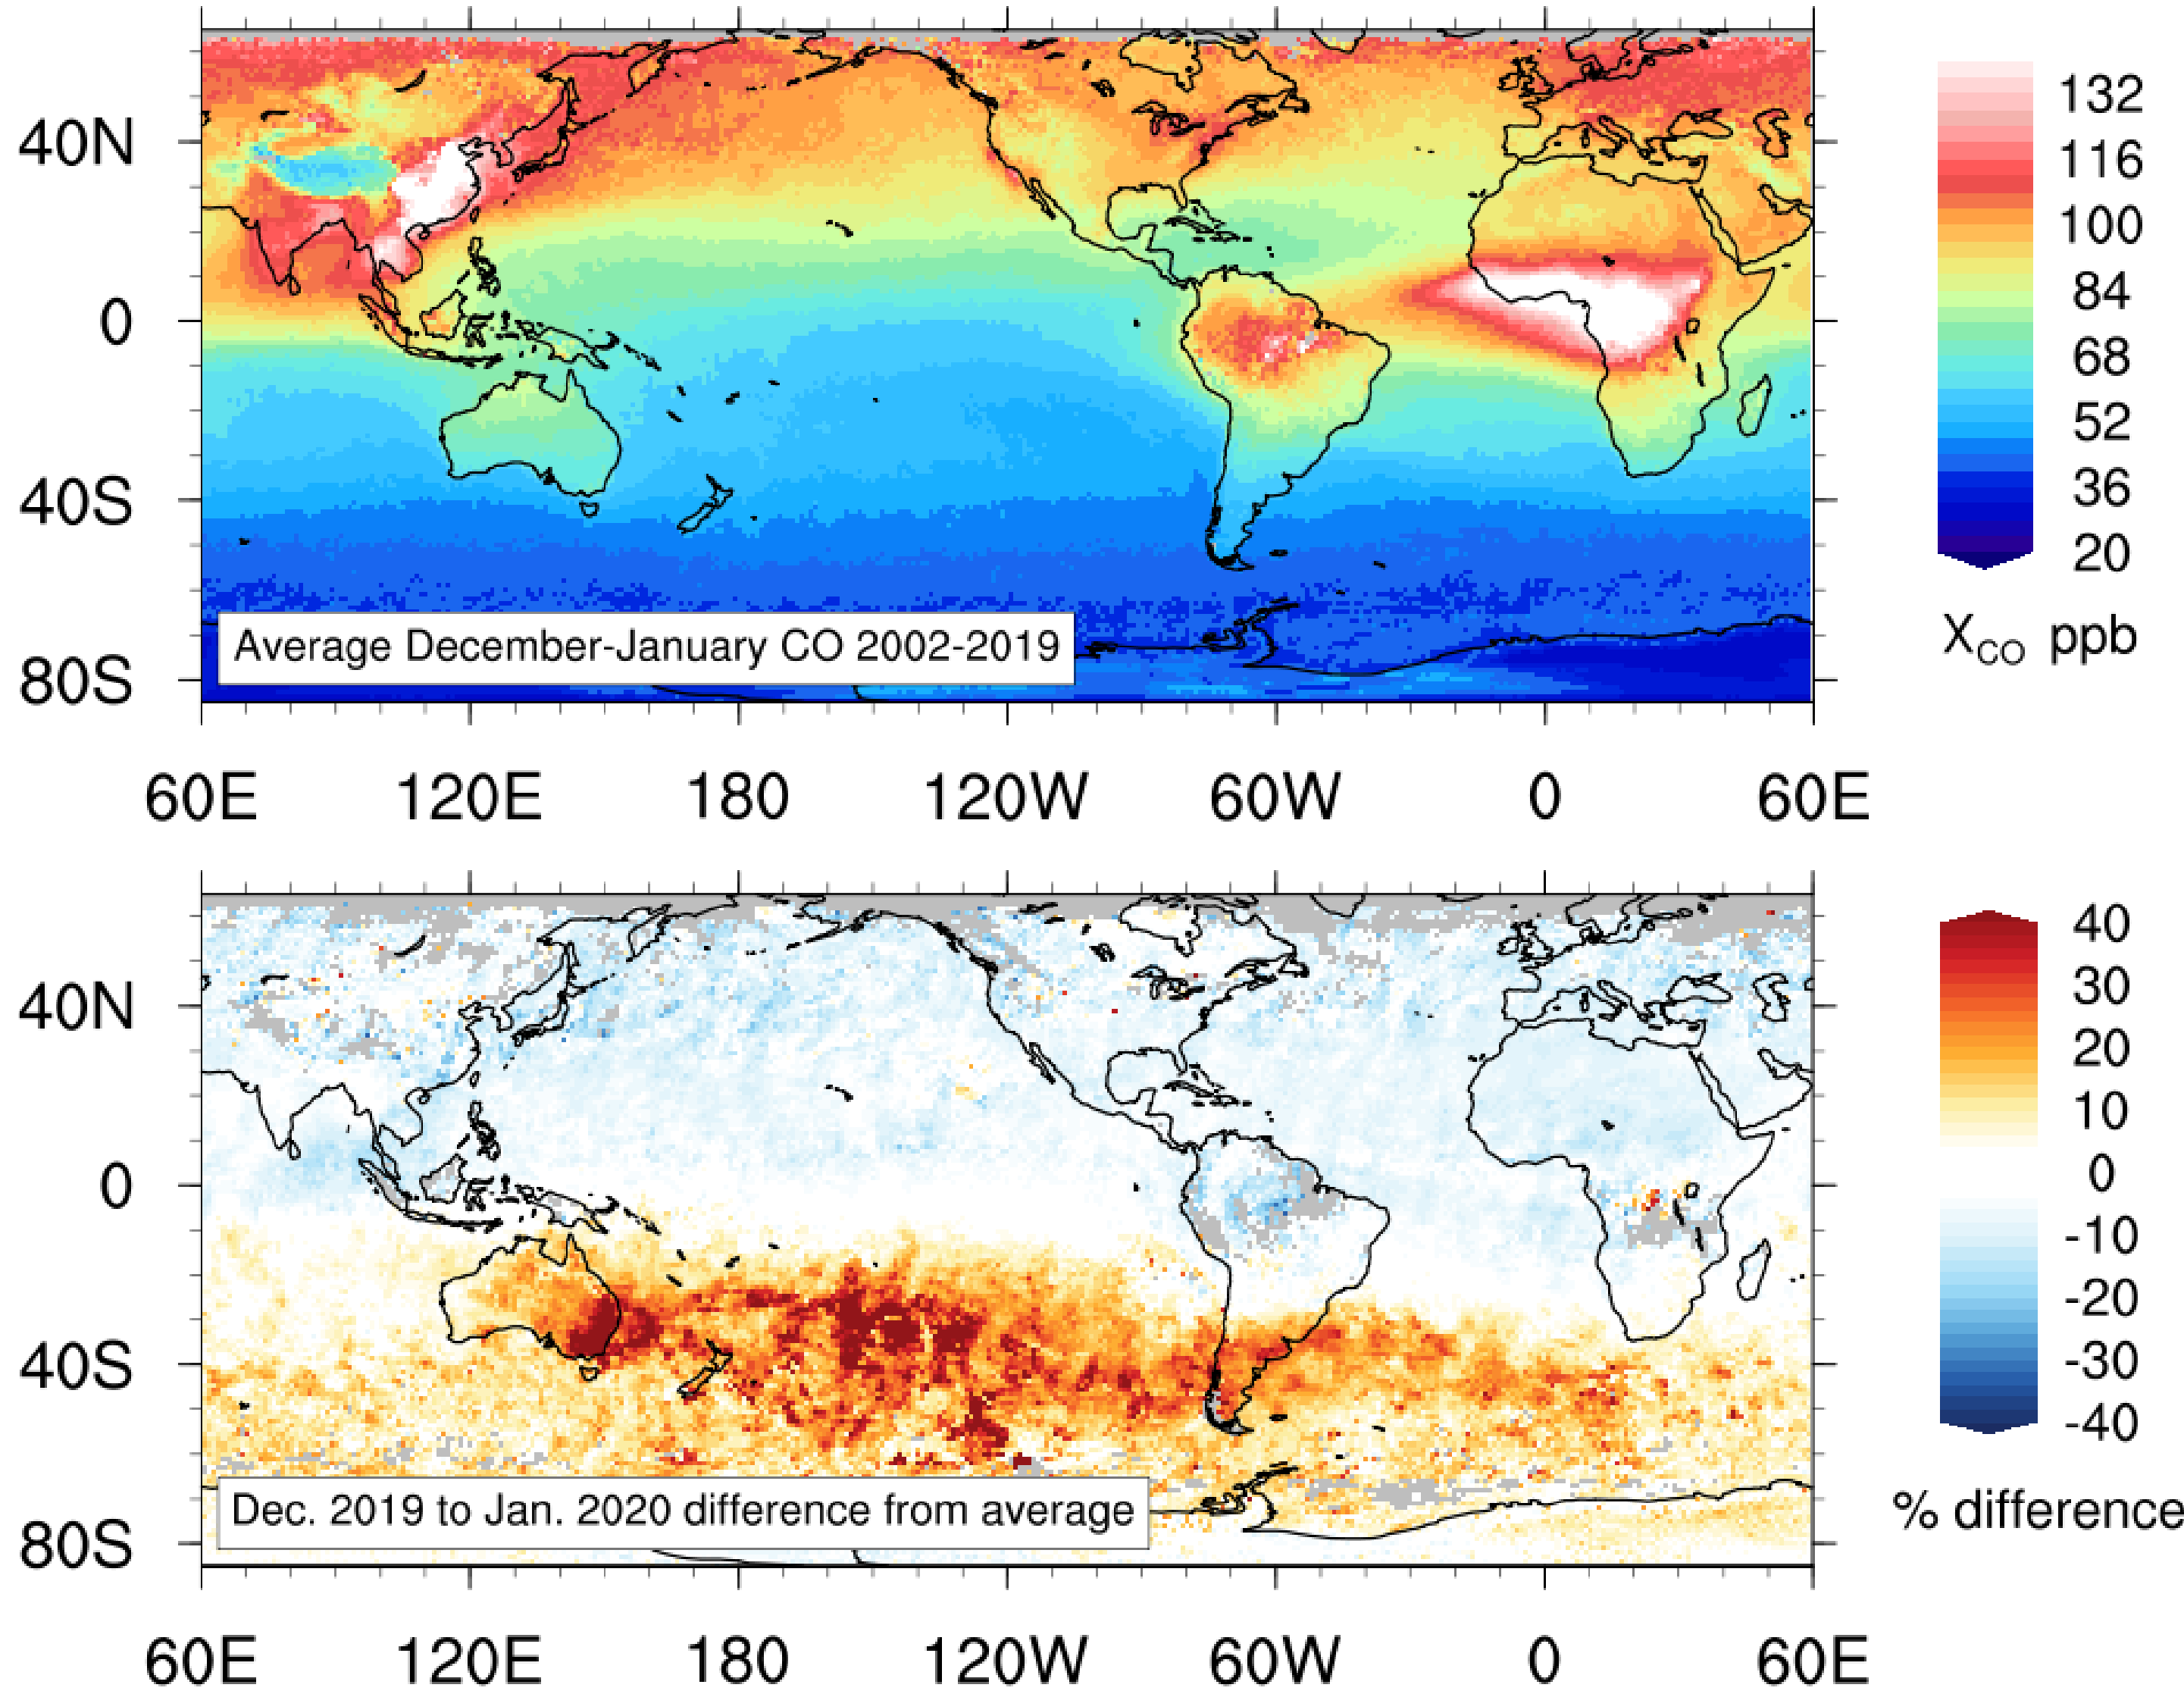 40N
0
40S
80S
Average December-January CO 2002-2019
60E 120E 180 120W 60W 0 60E
132
116
100
84
68
52
36
20
X_CO ppb
40N
0
40S
80S
Dec. 2019 to Jan. 2020 difference from average
60E 120E 180 120W 60W 0 60E
40
30
20
10
0
-10
-20
-30
-40
% difference